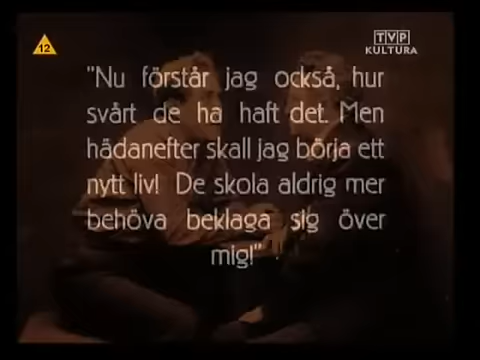 12
TVP
KULTURA
"Nu förstår jag också, hur
svårt de ha haft det. Men
hädanefter skall jag börja ett
nytt liv! De skola aldrig mer
behöva beklaga sig över
mig!"